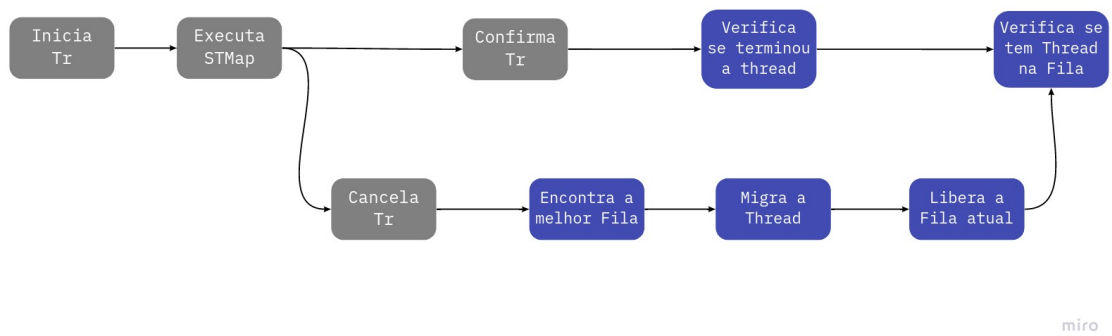 Inicia
Tr
Executa
STMap
Confirma
Tr
Verifica
se terminou
a thread
Verifica se
tem Thread
na Fila
Cancela
Tr
Encontra a
melhor Fila
Migra a
Thread
Libera a
Fila atual
miro